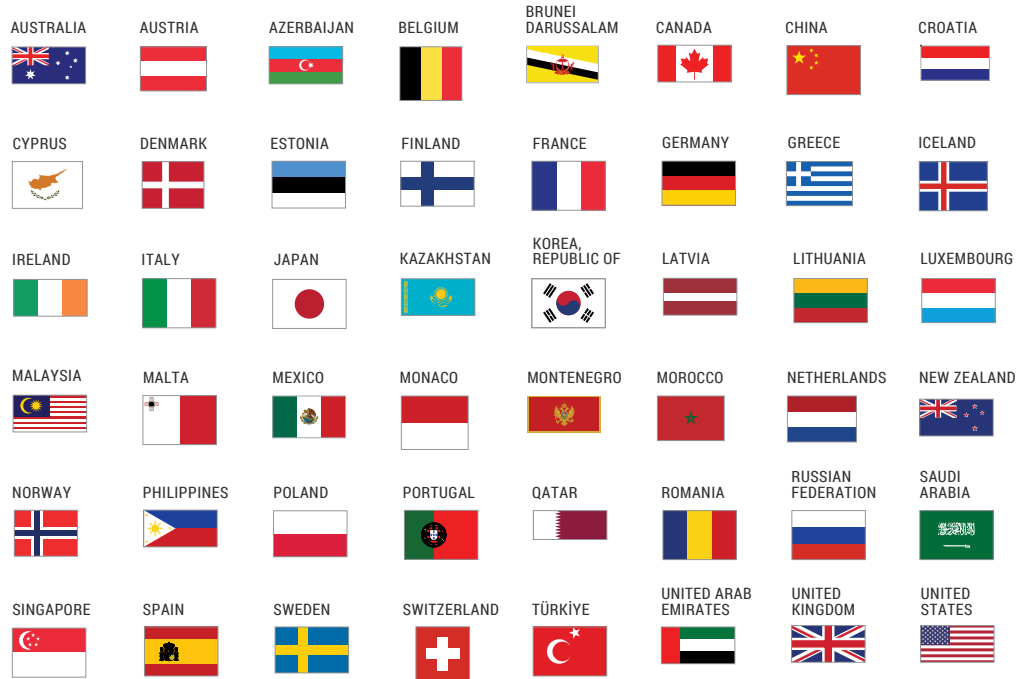 AUSTRALIA
AUSTRIA
AZERBAIJAN
BELGIUM
BRUNEI
DARUSSALAM
CANADA
CHINA
CROATIA
CYPRUS
DENMARK
ESTONIA
FINLAND
FRANCE
GERMANY
GREECE
ICELAND
IRELAND
ITALY
JAPAN
KAZAKHSTAN
KOREA,
REPUBLIC OF
LATVIA
LITHUANIA
LUXEMBOURG
MALAYSIA
MALTA
MEXICO
MONACO
MONTENEGRO
MOROCCO
NETHERLANDS
NEW ZEALAND
NORWAY
PHILIPPINES
POLAND
PORTUGAL
QATAR
ROMANIA
RUSSIAN
FEDERATION
SAUDI
ARABIA
SINGAPORE
SPAIN
SWEDEN
SWITZERLAND
TÜRKİYE
UNITED ARAB
EMIRATES
UNITED
KINGDOM
UNITED
STATES